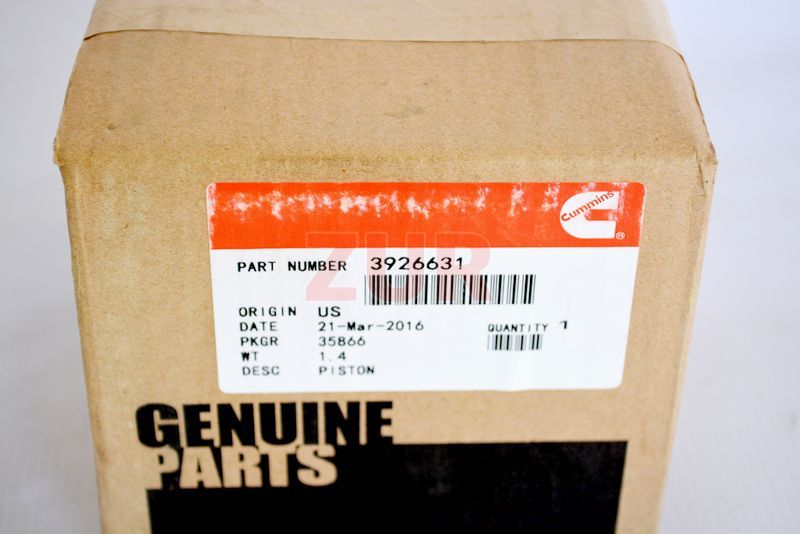 Cummins
®
PART NUMBER 3926631
ZUR
ORIGIN US
DATE 21-Mar-2016
QUANTITY 1
PKGR 35866
WT 1.4
DESC PISTON
GENUINE
PARTS